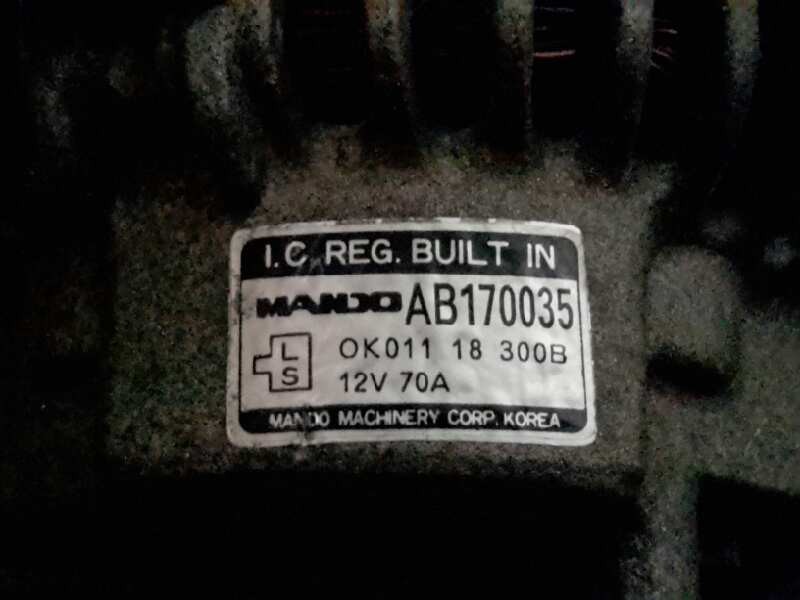 I.C. REG. BUILT IN
MANDO AB170035
L OK011 18 300B
S 12V 70A
MANDO MACHINERY CORP. KOREA